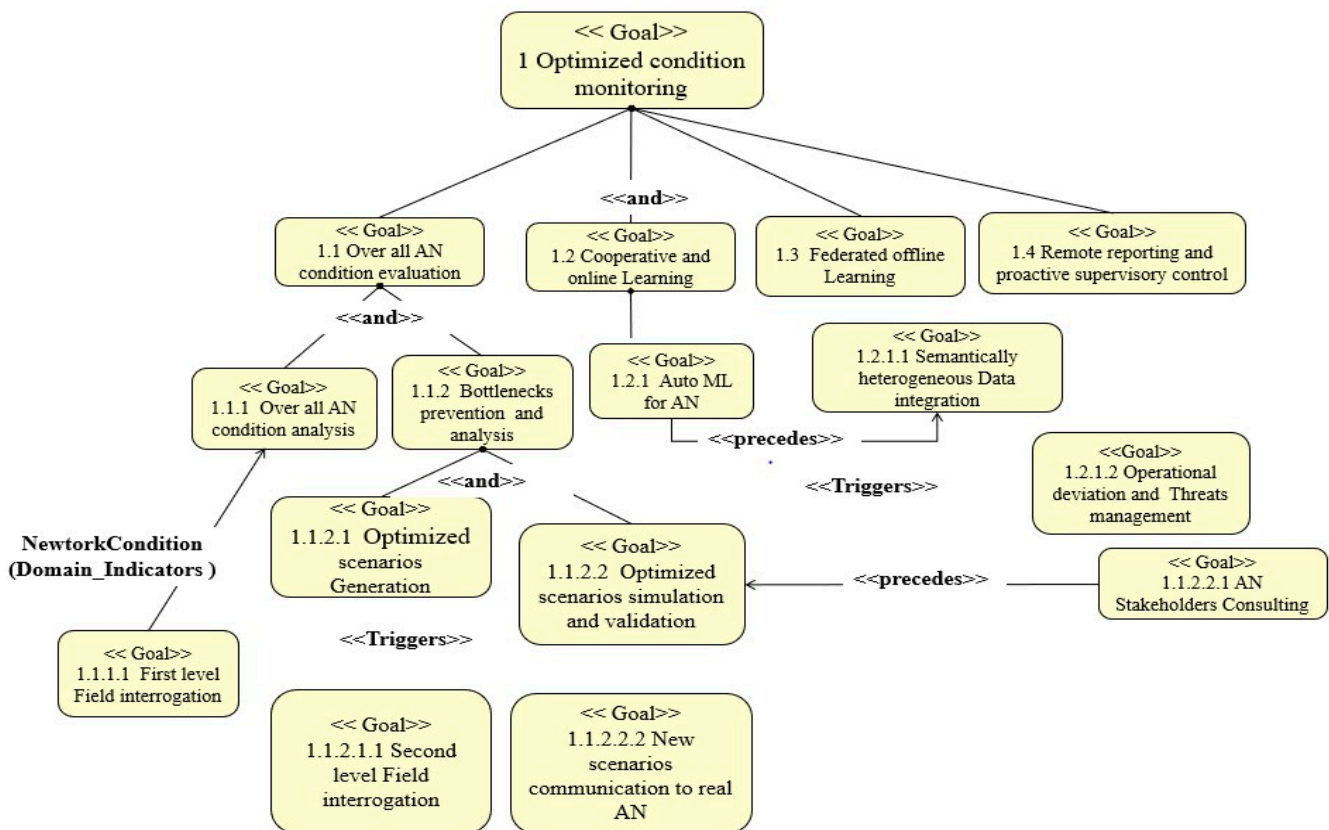 << Goal>>
1 Optimized condition
monitoring
<<and>>
<< Goal>>
1.1 Over all AN
condition evaluation
<< Goal>>
1.2 Cooperative and
online Learning
<< Goal>>
1.3 Federated offline
Learning
<< Goal>>
1.4 Remote reporting and
proactive supervisory control
<<and>>
<< Goal>>
1.1.1 Over all AN
condition analysis
<< Goal>>
1.1.2 Bottlenecks
prevention and
analysis
<< Goal>>
1.2.1 Auto ML
for AN
<< Goal>>
1.2.1.1 Semantically
heterogeneous Data
integration
<<precedes>>
<<and>>
<<Triggers>>
<<Goal>>
1.2.1.2 Operational
deviation and Threats
management
<< Goal>>
1.1.2.1 Optimized
scenarios
Generation
<< Goal>>
1.1.2.2 Optimized
scenarios simulation
and validation
<<precedes>>
<< Goal>>
1.1.2.2.1 AN
Stakeholders Consulting
NewtorkCondition
(Domain_Indicators )
<<Triggers>>
<< Goal>>
1.1.1.1 First level
Field interrogation
<< Goal>>
1.1.2.1.1 Second
level Field
interrogation
<< Goal>>
1.1.2.2.2 New
scenarios
communication to real
AN